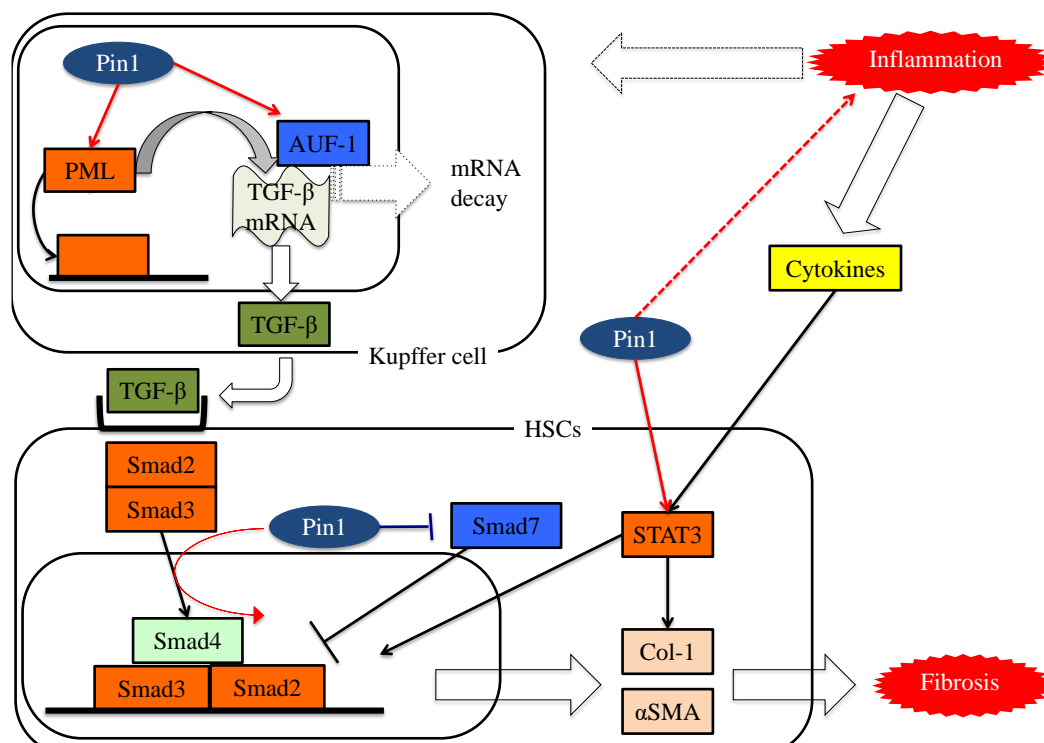 Pin1
Inflammation
AUF-1
PML
mRNA
decay
TGF-β
mRNA
Cytokines
TGF-β
Pin1
Kupffer cell
TGF-β
HSCs
Smad2
Smad3
Pin1
Smad7
STAT3
Smad4
Col-1
Smad3
Smad2
Fibrosis
αSMA